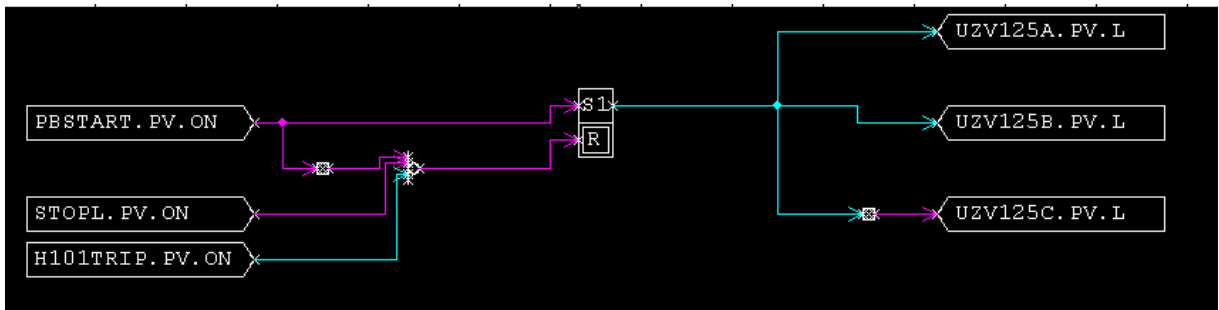 UZV125A.PV.L
S1
PBSTART.PV.ON
UZV125B.PV.L
R
STOPL.PV.ON
UZV125C.PV.L
H101TRIP.PV.ON